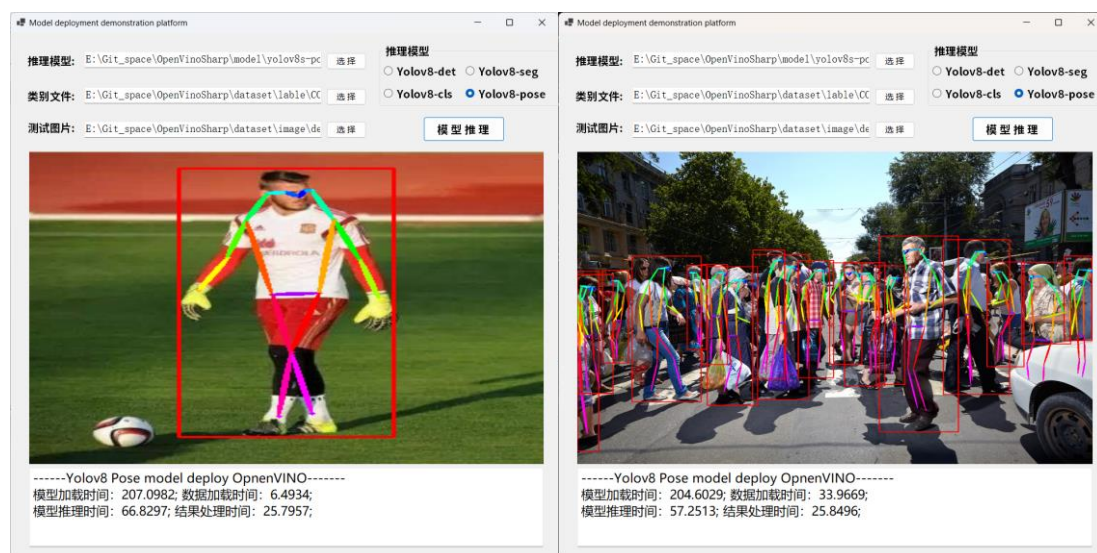 Model deployment demonstration platform
推理模型: E:\Git_space\OpenVinoSharp\model\yolov8s-po 选择
类别文件: E:\Git_space\OpenVinoSharp\dataset\lable\CO 选择
测试图片: E:\Git_space\OpenVinoSharp\dataset\image\de 选择
推理模型
Yolov8-det Yolov8-seg
Yolov8-cls Yolov8-pose
模型推理
------Yolov8 Pose model deploy OpnenVINO-------
模型加载时间：207.0982; 数据加载时间：6.4934;
模型推理时间：66.8297; 结果处理时间：25.7957;
Model deployment demonstration platform
推理模型: E:\Git_space\OpenVinoSharp\model\yolov8s-po 选择
类别文件: E:\Git_space\OpenVinoSharp\dataset\lable\CO 选择
测试图片: E:\Git_space\OpenVinoSharp\dataset\image\de 选择
推理模型
Yolov8-det Yolov8-seg
Yolov8-cls Yolov8-pose
模型推理
------Yolov8 Pose model deploy OpnenVINO-------
模型加载时间：204.6029; 数据加载时间：33.9669;
模型推理时间：57.2513; 结果处理时间：25.8496;